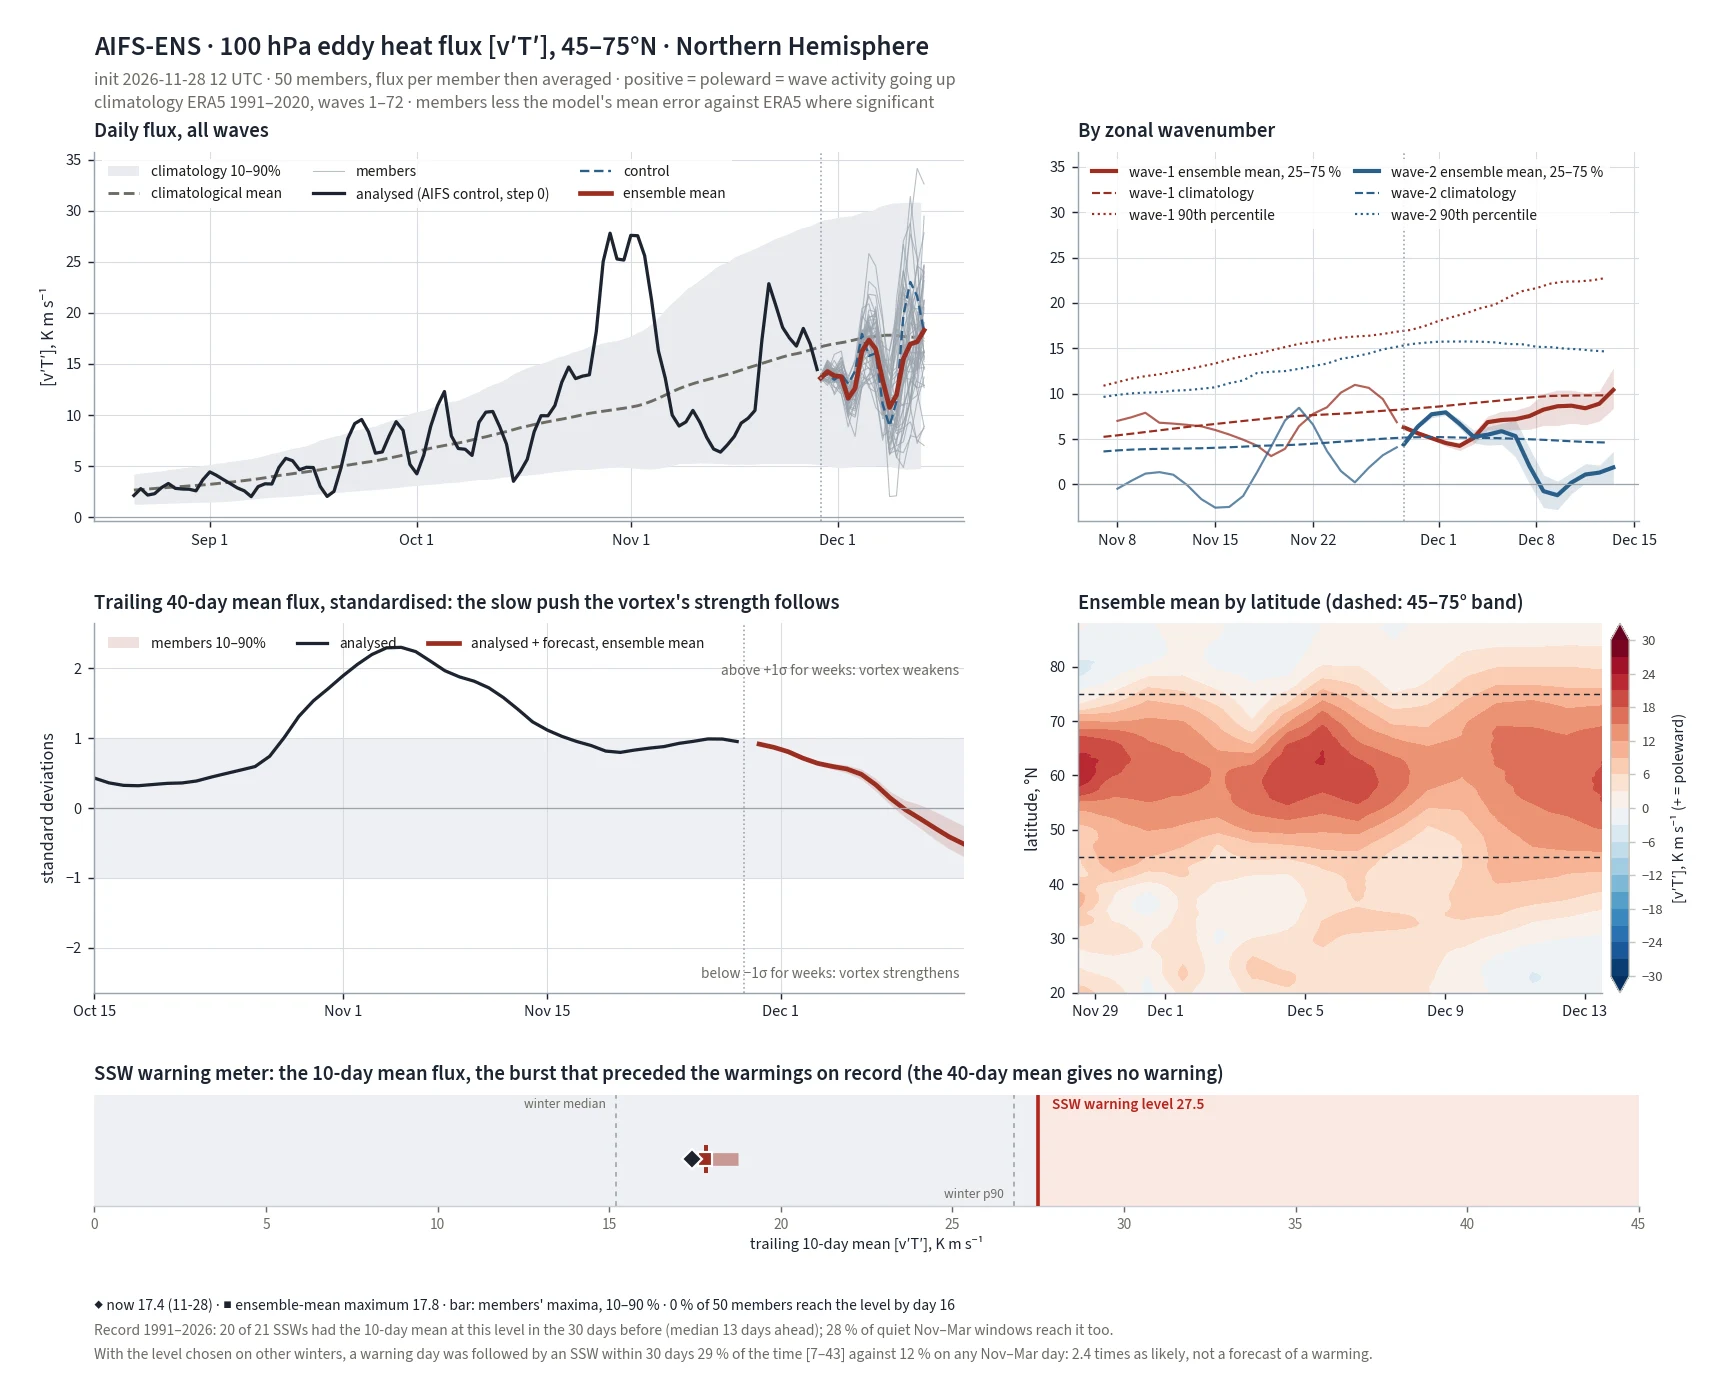 AIFS-ENS · 100 hPa eddy heat flux [v′T′], 45–75°N · Northern Hemisphere
init 2026-11-28 12 UTC · 50 members, flux per member then averaged · positive = poleward = wave activity going up
climatology ERA5 1991–2020, waves 1–72 · members less the model's mean error against ERA5 where significant
Daily flux, all waves
climatology 10–90%
members
control
climatological mean
analysed (AIFS control, step 0)
ensemble mean
35
30
25
20
15
10
5
0
[v′T′], K m s⁻¹
Sep 1
Oct 1
Nov 1
Dec 1
By zonal wavenumber
wave-1 ensemble mean, 25–75 %
wave-2 ensemble mean, 25–75 %
wave-1 climatology
wave-2 climatology
wave-1 90th percentile
wave-2 90th percentile
35
30
25
20
15
10
5
0
Nov 8
Nov 15
Nov 22
Dec 1
Dec 8
Dec 15
Trailing 40-day mean flux, standardised: the slow push the vortex's strength follows
members 10–90%
analysed
analysed + forecast, ensemble mean
above +1σ for weeks: vortex weakens
below −1σ for weeks: vortex strengthens
2
1
0
−1
−2
standard deviations
Oct 15
Nov 1
Nov 15
Dec 1
Ensemble mean by latitude (dashed: 45–75° band)
80
70
60
50
40
30
20
latitude, °N
Nov 29
Dec 1
Dec 5
Dec 9
Dec 13
30
24
18
12
6
0
−6
−12
−18
−24
−30
[v′T′], K m s⁻¹ (+ = poleward)
SSW warning meter: the 10-day mean flux, the burst that preceded the warmings on record (the 40-day mean gives no warning)
winter median
SSW warning level 27.5
winter p90
0
5
10
15
20
25
30
35
40
45
trailing 10-day mean [v′T′], K m s⁻¹
◆ now 17.4 (11-28) · ■ ensemble-mean maximum 17.8 · bar: members' maxima, 10–90 % · 0 % of 50 members reach the level by day 16
Record 1991–2026: 20 of 21 SSWs had the 10-day mean at this level in the 30 days before (median 13 days ahead); 28 % of quiet Nov–Mar windows reach it too.
With the level chosen on other winters, a warning day was followed by an SSW within 30 days 29 % of the time [7–43] against 12 % on any Nov–Mar day: 2.4 times as likely, not a forecast of a warming.